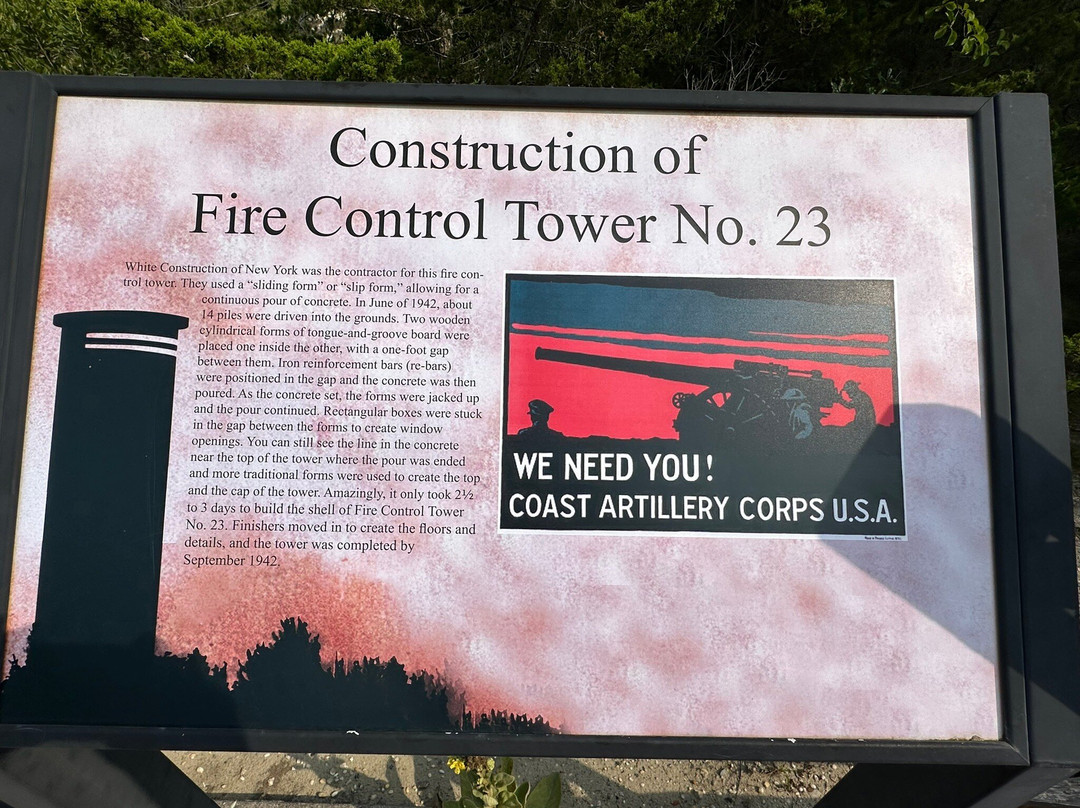 Construction of
Fire Control Tower No. 23
White Construction of New York was the contractor for this fire con-
trol tower. They used a “sliding form” or “slip form,” allowing for a
continuous pour of concrete. In June of 1942, about
14 piles were driven into the grounds. Two wooden
cylindrical forms of tongue-and-groove board were
placed one inside the other, with a one-foot gap
between them. Iron reinforcement bars (re-bars)
were positioned in the gap and the concrete was then
poured. As the concrete set, the forms were jacked up
and the pour continued. Rectangular boxes were stuck
in the gap between the forms to create window
openings. You can still see the line in the concrete
near the top of the tower where the pour was ended
and more traditional forms were used to create the top
and the cap of the tower. Amazingly, it only took 2½
to 3 days to build the shell of Fire Control Tower
No. 23. Finishers moved in to create the floors and
details, and the tower was completed by
September 1942.
WE NEED YOU!
COAST ARTILLERY CORPS U.S.A.